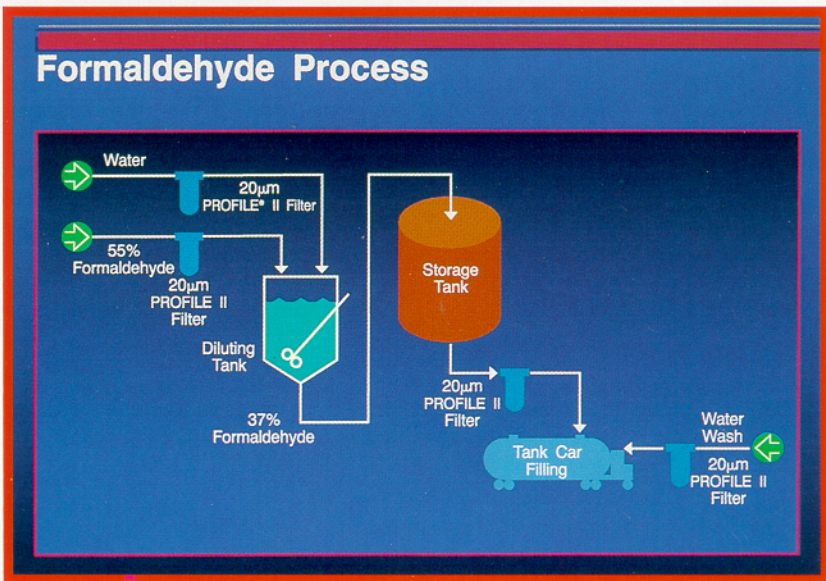 Formaldehyde Process
Water
20µm
PROFILE® II Filter
55%
Formaldehyde
20µm
PROFILE II
Filter
Diluting
Tank
37%
Formaldehyde
Storage
Tank
20µm
PROFILE II
Filter
Tank Car
Filling
Water
Wash
20µm
PROFILE II
Filter